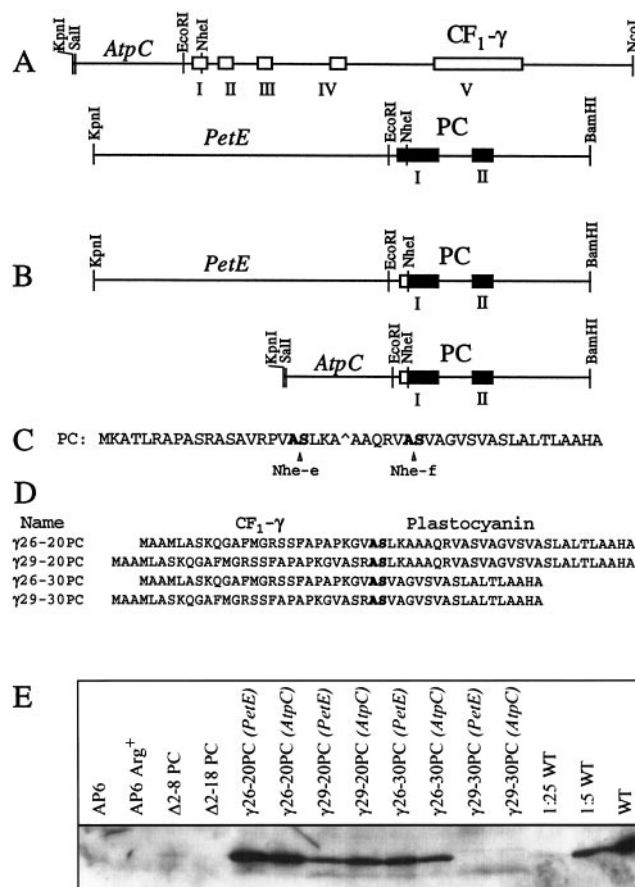 A
KpnI
SalI
AtpC
EcoRI
NheI
CF1-γ
NcoI
I II III IV V
KpnI
PetE
EcoRI
NheI
PC
BamHI
I II
B
KpnI
PetE
EcoRI
NheI
PC
BamHI
I II
KpnI
SalI
AtpC
EcoRI
NheI
PC
BamHI
I II
C PC: MKATLRAPASRASAVRPVASLKA^AAQRVASVAGVSVASLALTLAAHA
Nhe-e Nhe-f
D
Name CF1-γ Plastocyanin
γ26-20PC MAAMLASKQGAFMGRSSFAPAPKGVASLKAAAQRVASVAGVSVASLALTLAAHA
γ29-20PC MAAMLASKQGAFMGRSSFAPAPKGVASRASLKAAAQRVASVAGVSVASLALTLAAHA
γ26-30PC MAAMLASKQGAFMGRSSFAPAPKGVASVAGVSVASLALTLAAHA
γ29-30PC MAAMLASKQGAFMGRSSFAPAPKGVASRASVAGVSVASLALTLAAHA
E
AP6
AP6 Arg+
Δ2-8 PC
Δ2-18 PC
γ26-20PC (PetE)
γ26-20PC (AtpC)
γ29-20PC (PetE)
γ29-20PC (AtpC)
γ26-30PC (PetE)
γ26-30PC (AtpC)
γ29-30PC (PetE)
γ29-30PC (AtpC)
1:25 WT
1:5 WT
WT